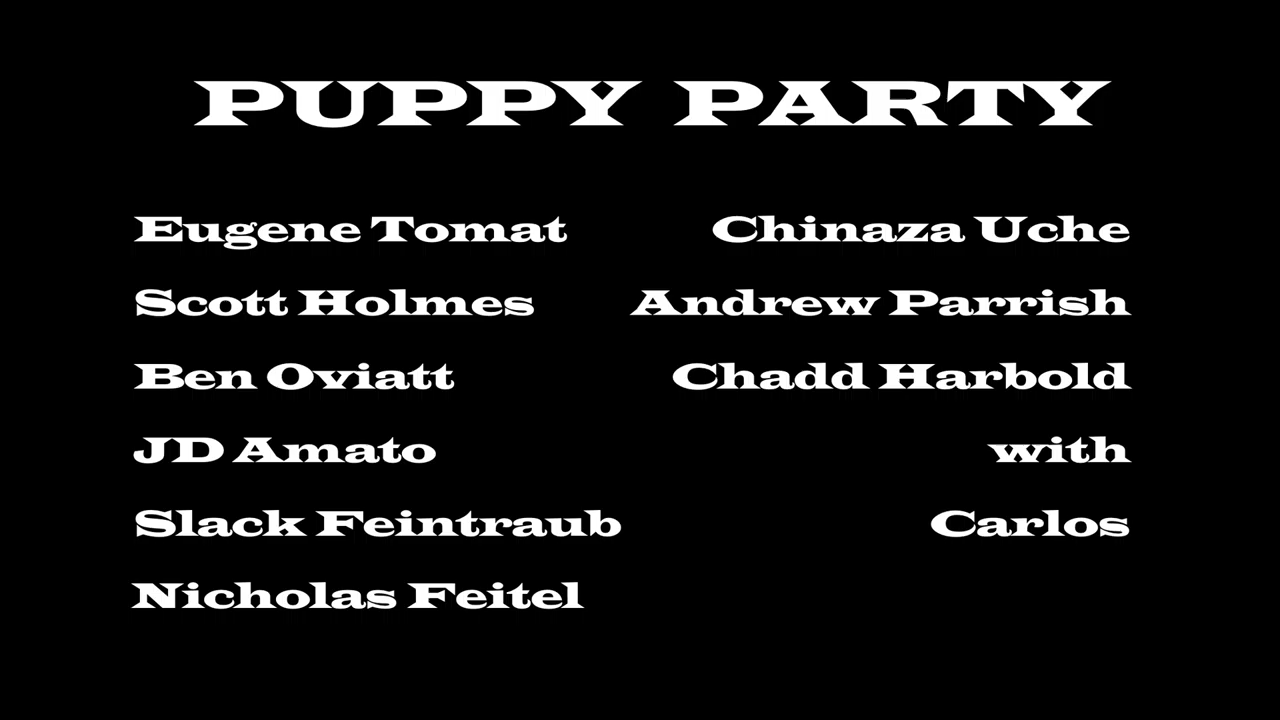 PUPPY PARTY
Eugene Tomat
Scott Holmes
Ben Oviatt
JD Amato
Slack Feintraub
Nicholas Feitel
Chinaza Uche
Andrew Parrish
Chadd Harbold
with
Carlos